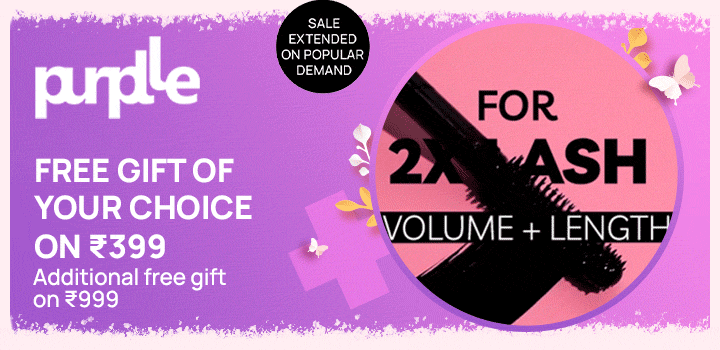 SALE
EXTENDED
ON POPULAR
DEMAND
purplle
FREE GIFT OF
YOUR CHOICE
ON ₹399
Additional free gift
on ₹999
FOR
2X LASH
VOLUME + LENGTH